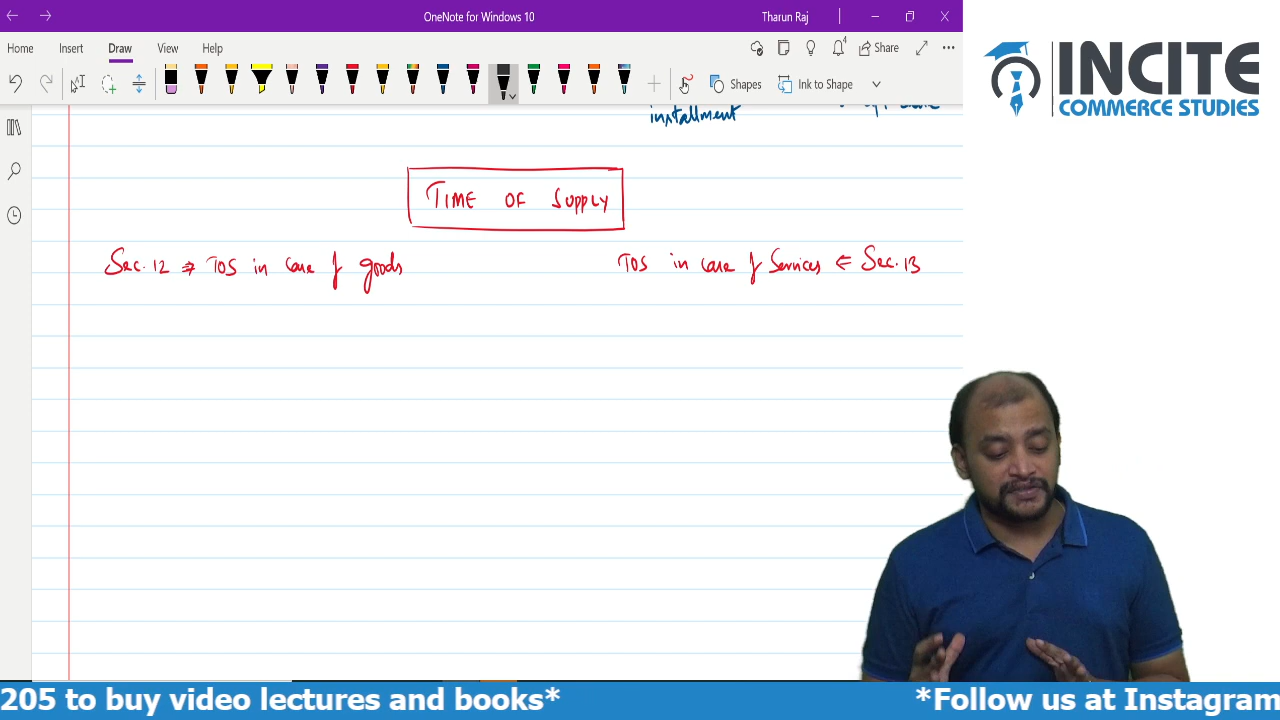 OneNote for Windows 10
Tharun Raj
Home Insert Draw View Help
4
Share
Shapes
Ink to Shape
INCITE
COMMERCE STUDIES
installment
TIME OF SUPPLY
Sec. 12 ⇒ TOS in case of goods
TOS in case of Services ⇐ Sec. 13
205 to buy video lectures and books* *Follow us at Instagram